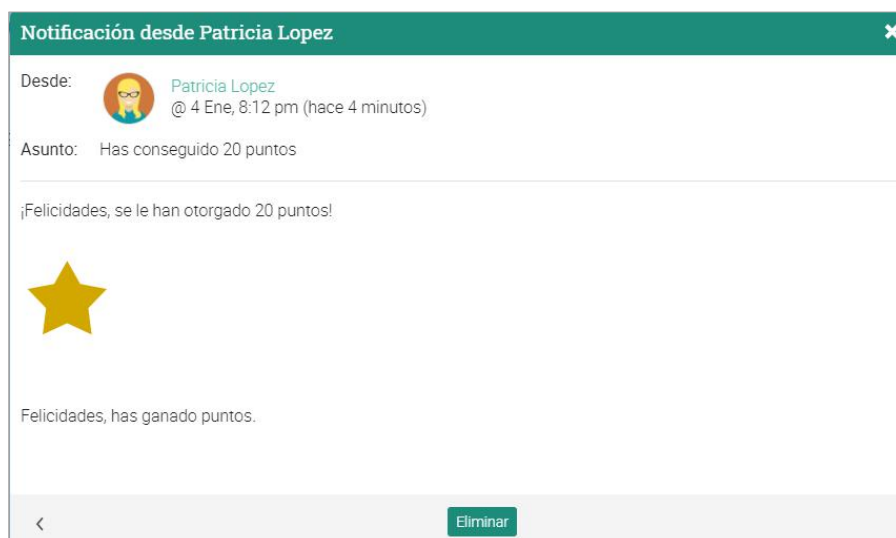 Notificación desde Patricia Lopez
Desde:
Patricia Lopez
@ 4 Ene, 8:12 pm (hace 4 minutos)
Asunto: Has conseguido 20 puntos
¡Felicidades, se le han otorgado 20 puntos!
Felicidades, has ganado puntos.
Eliminar